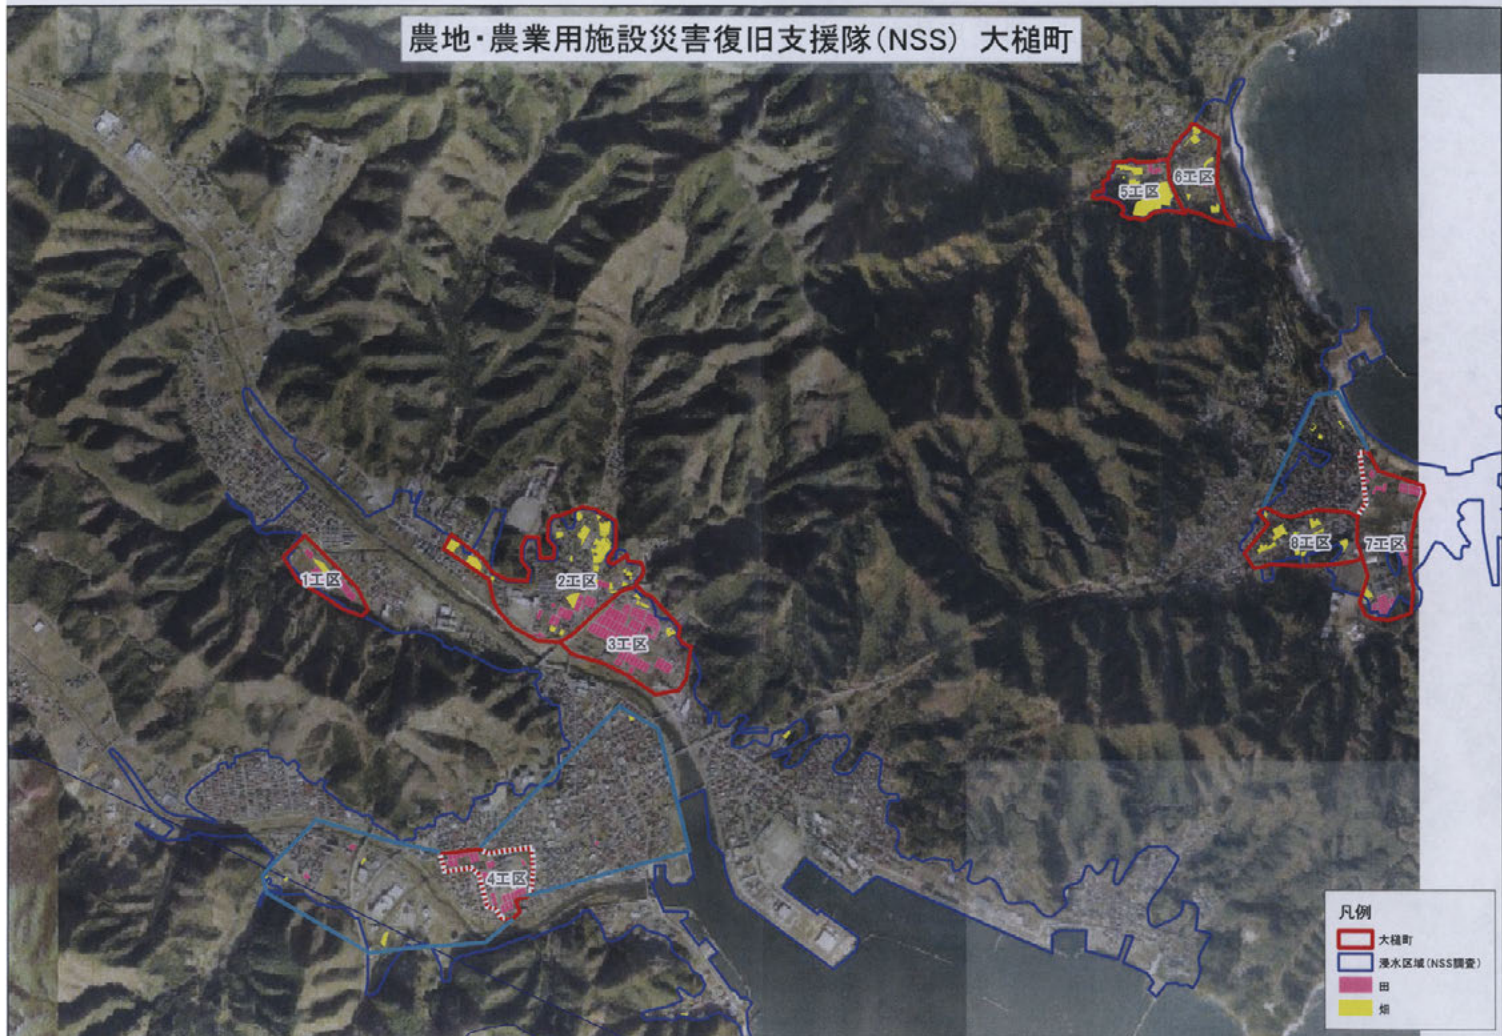 農地・農業用施設災害復旧支援隊(NSS) 大槌町
6工区
5工区
8工区
7工区
1工区
2工区
3工区
4工区
凡例
大槌町
浸水区域(NSS調査)
田
畑